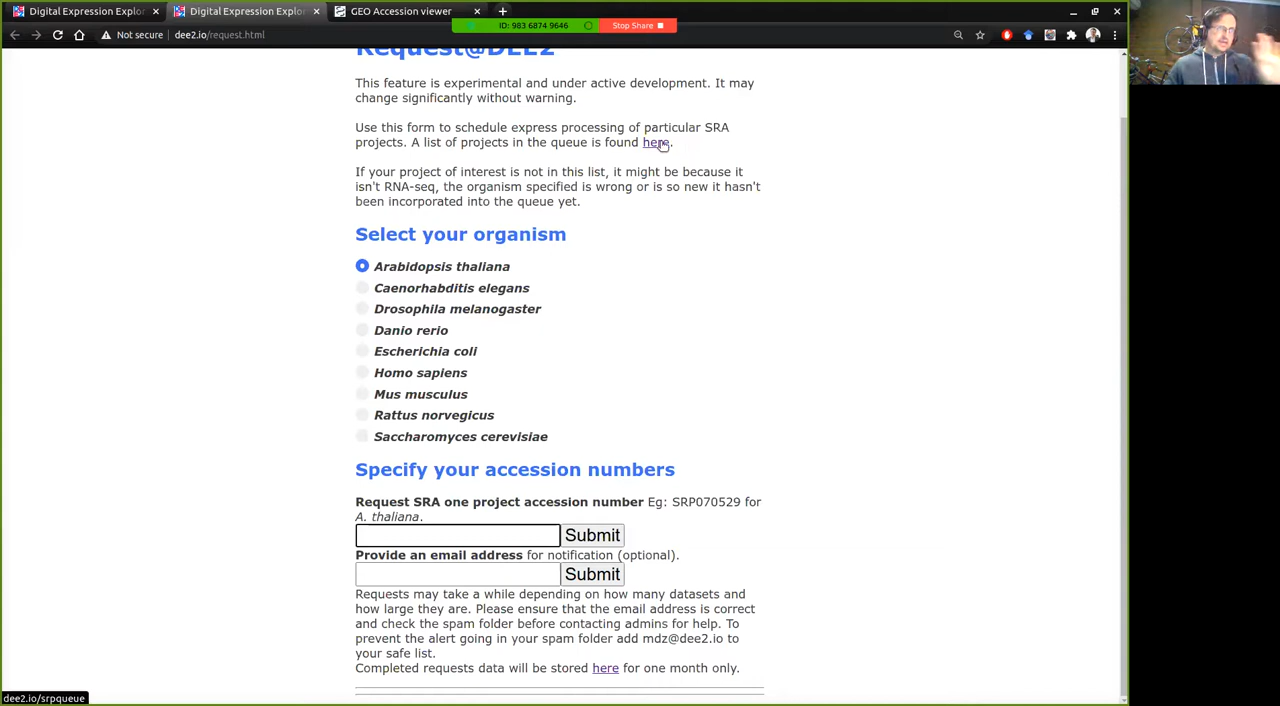 Digital Expression Explor
Digital Expression Explor
GEO Accession viewer
ID: 983 6874 9646
Stop Share
Not secure
dee2.io/request.html
Request@DEE2
This feature is experimental and under active development. It may
change significantly without warning.
Use this form to schedule express processing of particular SRA
projects. A list of projects in the queue is found here.
If your project of interest is not in this list, it might be because it
isn't RNA-seq, the organism specified is wrong or is so new it hasn't
been incorporated into the queue yet.
Select your organism
Arabidopsis thaliana
Caenorhabditis elegans
Drosophila melanogaster
Danio rerio
Escherichia coli
Homo sapiens
Mus musculus
Rattus norvegicus
Saccharomyces cerevisiae
Specify your accession numbers
Request SRA one project accession number Eg: SRP070529 for
A. thaliana.
Submit
Provide an email address for notification (optional).
Submit
Requests may take a while depending on how many datasets and
how large they are. Please ensure that the email address is correct
and check the spam folder before contacting admins for help. To
prevent the alert going in your spam folder add mdz@dee2.io to
your safe list.
Completed requests data will be stored here for one month only.
dee2.io/srpqueue